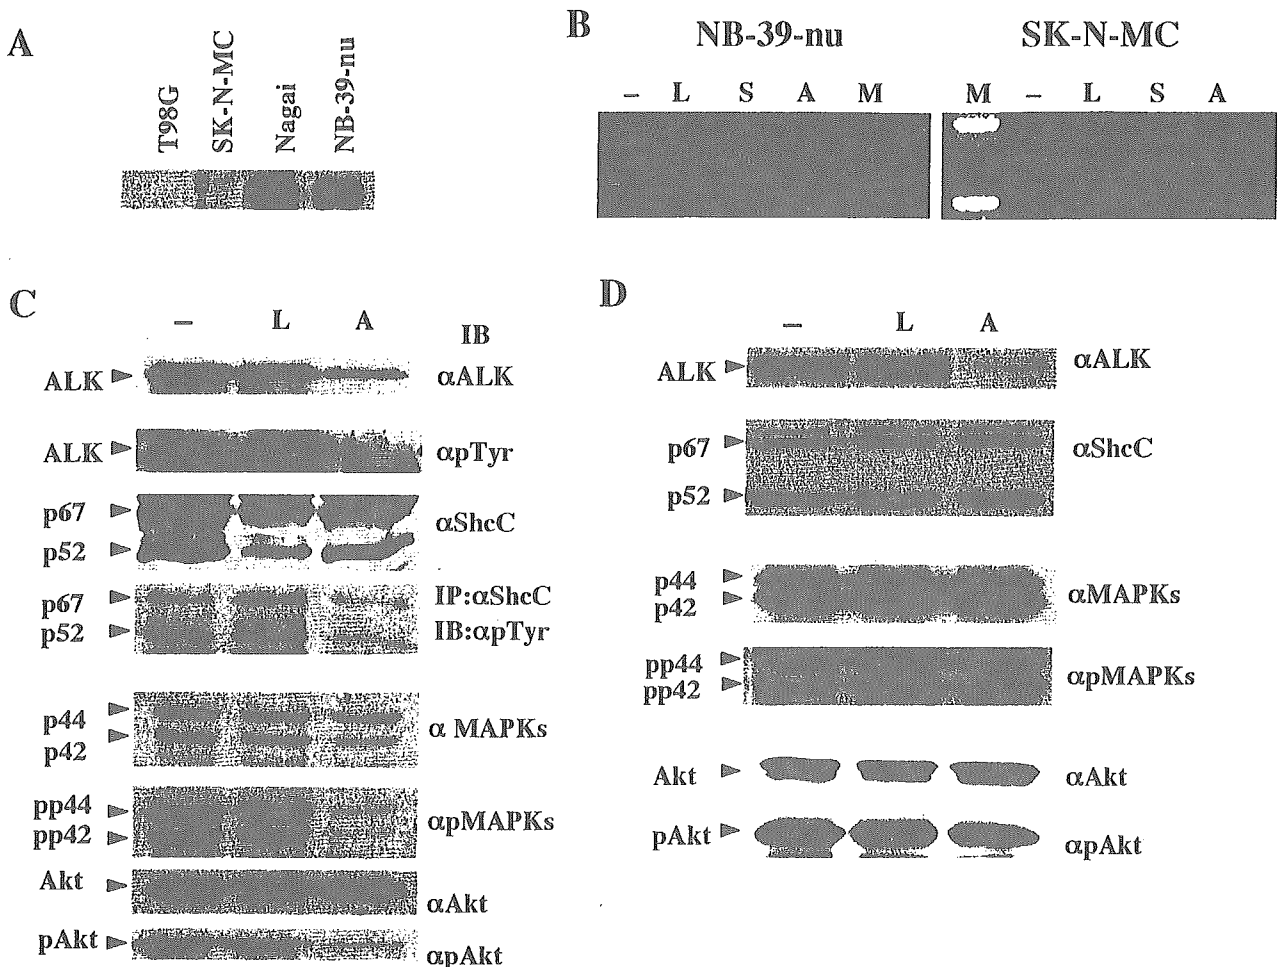 A
T98G
SK-N-MC
Nagai
NB-39-nu
B
NB-39-nu
SK-N-MC
– L S A M
M – L S A
C
– L A
IB
ALK
αALK
ALK
αpTyr
p67
αShcC
p52
p67
IP:αShcC
p52
IB:αpTyr
p44
α MAPKs
p42
pp44
αpMAPKs
pp42
Akt
αAkt
pAkt
αpAkt
D
– L A
ALK
αALK
p67
αShcC
p52
p44
αMAPKs
p42
pp44
αpMAPKs
pp42
Akt
αAkt
pAkt
αpAkt